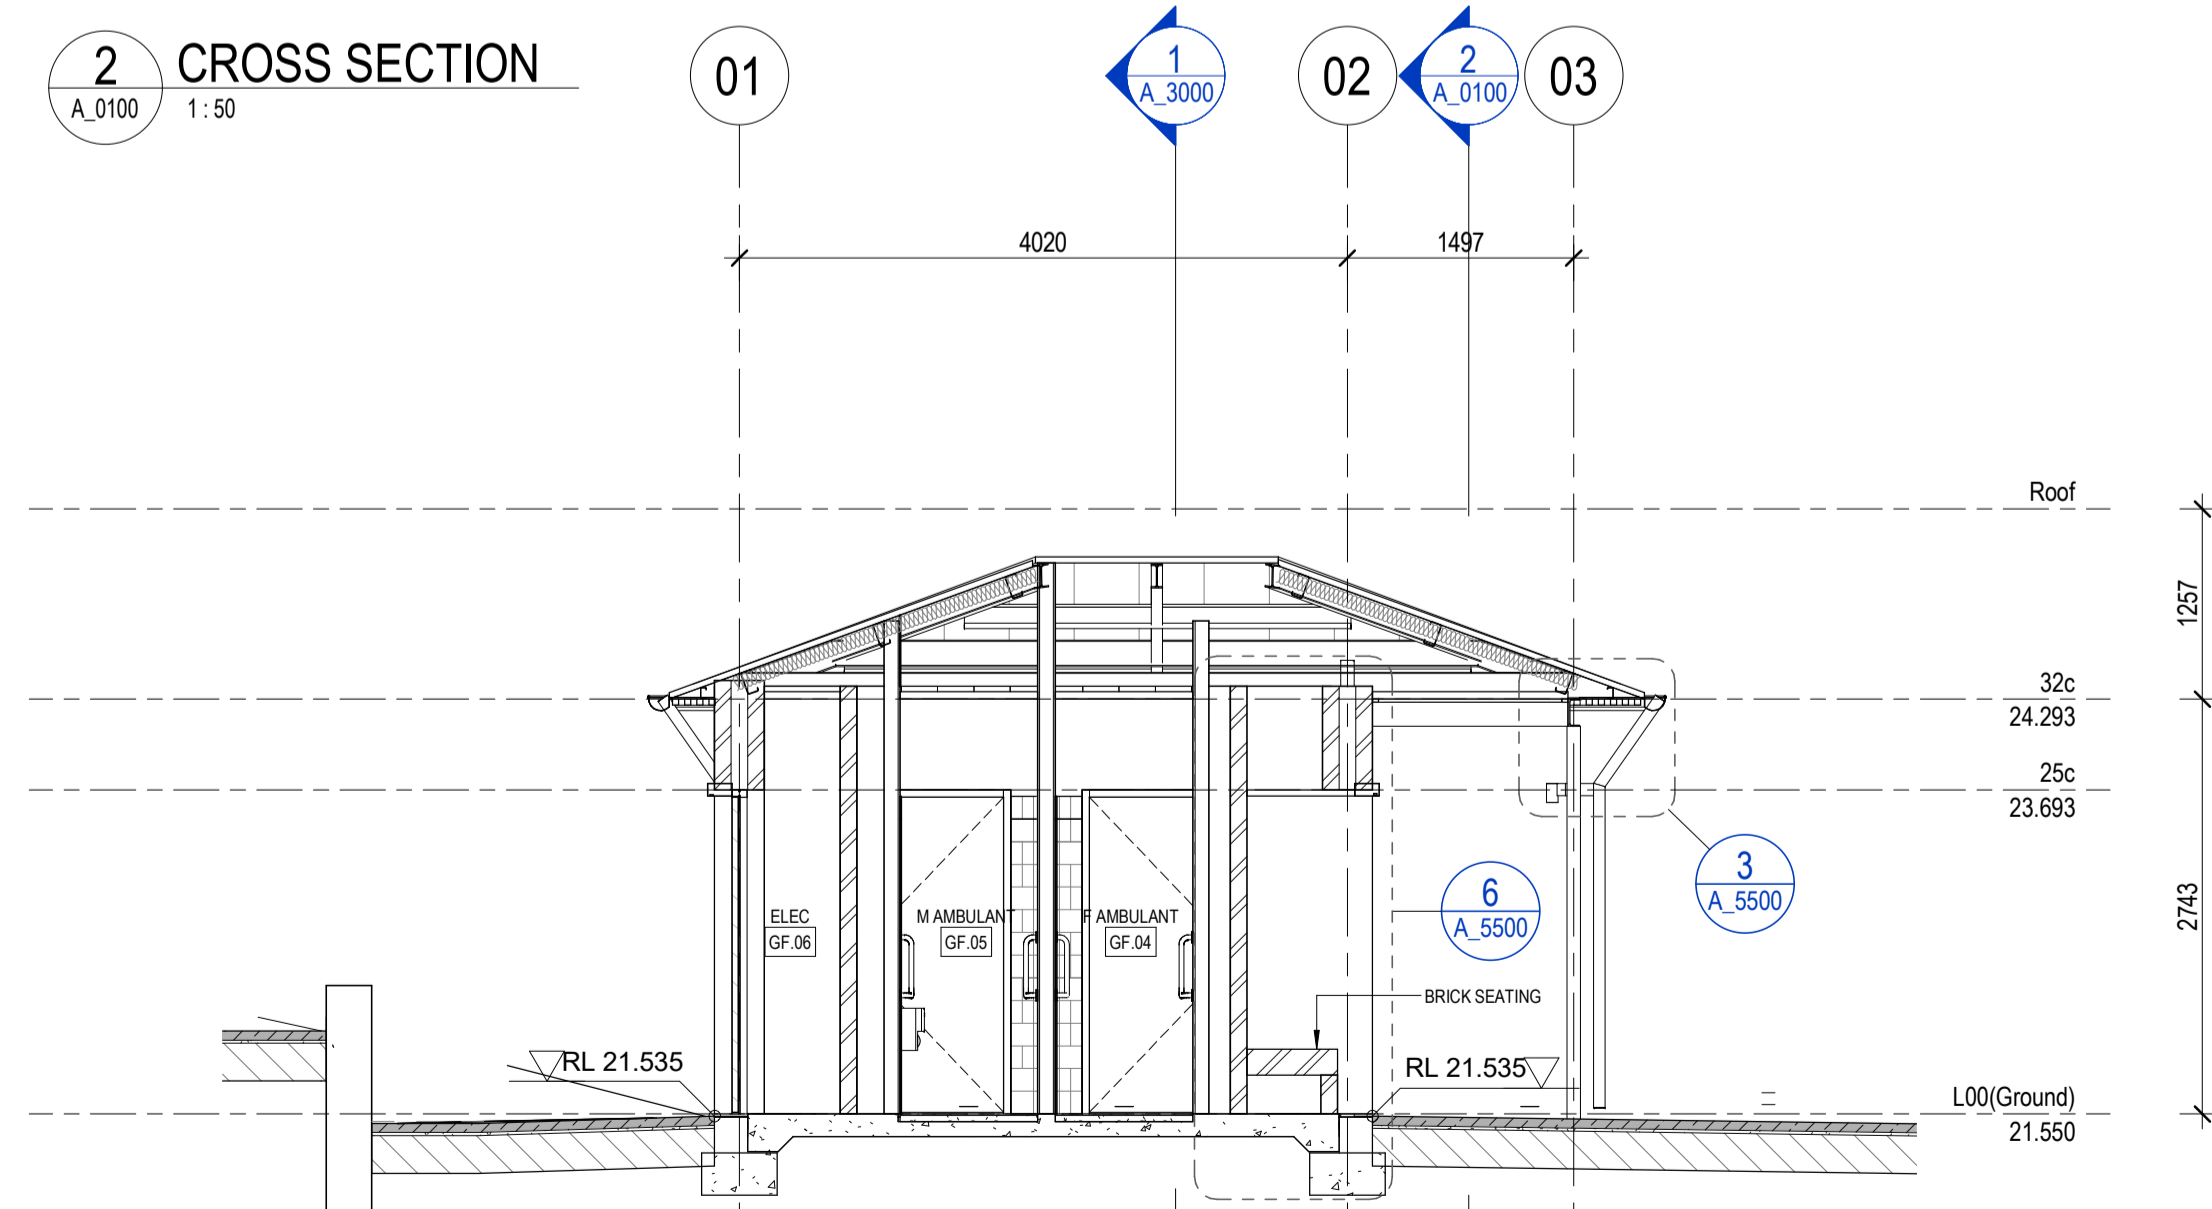 2
A_0100
CROSS SECTION
1 : 50
01
1
A_3000
02
2
A_0100
03
4020
1497
Roof
1257
32c
24.293
25c
23.693
2743
3
A_5500
6
A_5500
ELEC
GF.06
M AMBULANT
GF.05
F AMBULANT
GF.04
BRICK SEATING
RL 21.535
RL 21.535
L00(Ground)
21.550